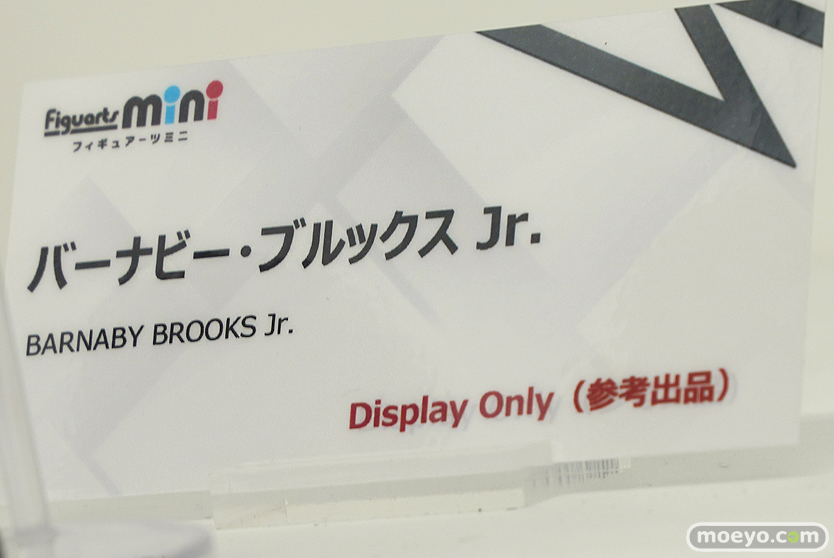 Figuarts mini
フィギュアーツミニ
バーナビー・ブルックス Jr.
BARNABY BROOKS Jr.
Display Only（参考出品）
moeyo.com